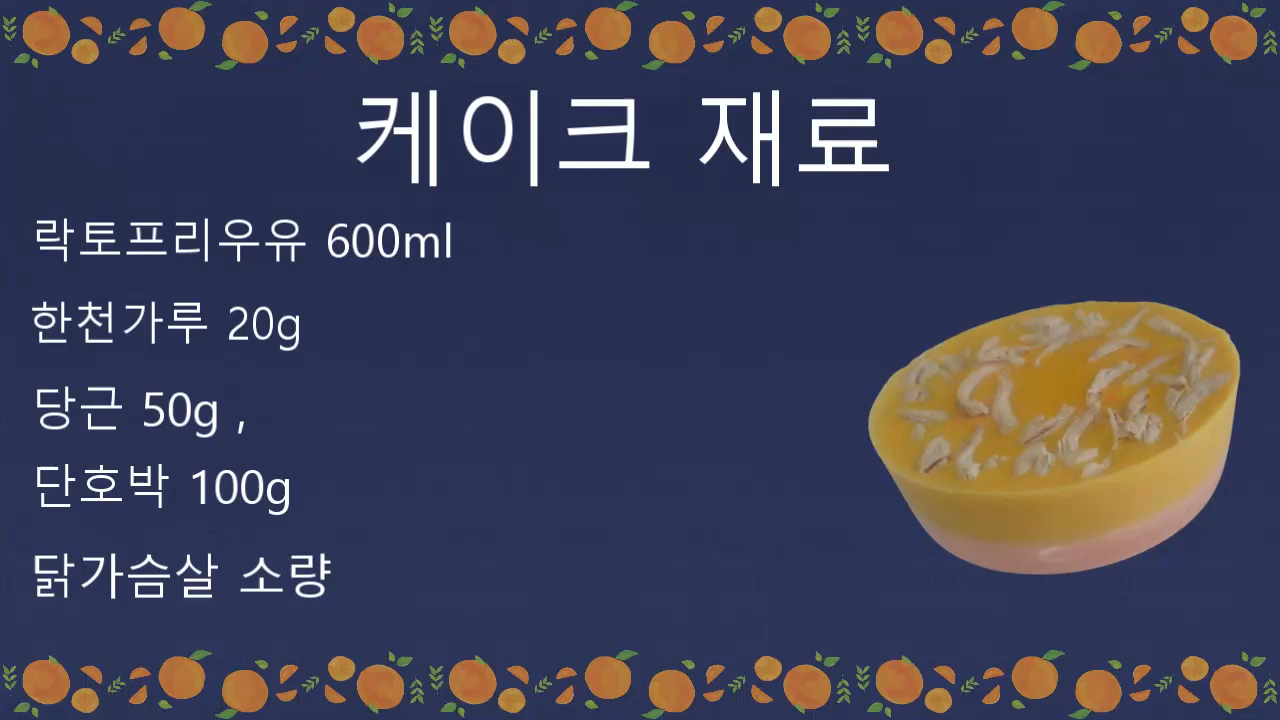 케이크 재료
락토프리우유 600ml
한천가루 20g
당근 50g ,
단호박 100g
닭가슴살 소량